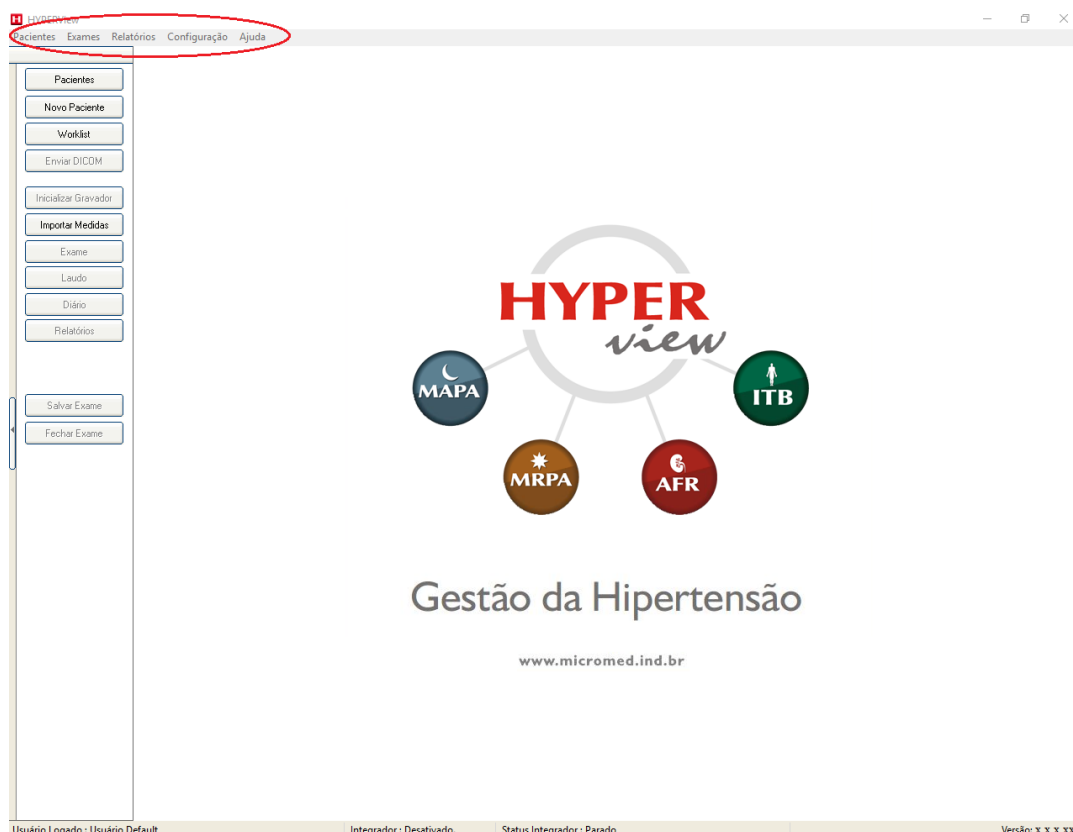 HYPERView
Pacientes Exames Relatórios Configuração Ajuda
Pacientes
Novo Paciente
Worklist
Enviar DICOM
Inicializar Gravador
Importar Medidas
Exame
Laudo
Diário
Relatórios
Salvar Exame
Fechar Exame
HYPER
view
MAPA
ITB
MRPA
AFR
Gestão da Hipertensão
www.micromed.ind.br
Usuário Logado : Usuário Default Integrador : Desativado. Status Integrador : Parado. Versão: x.x.x.xx